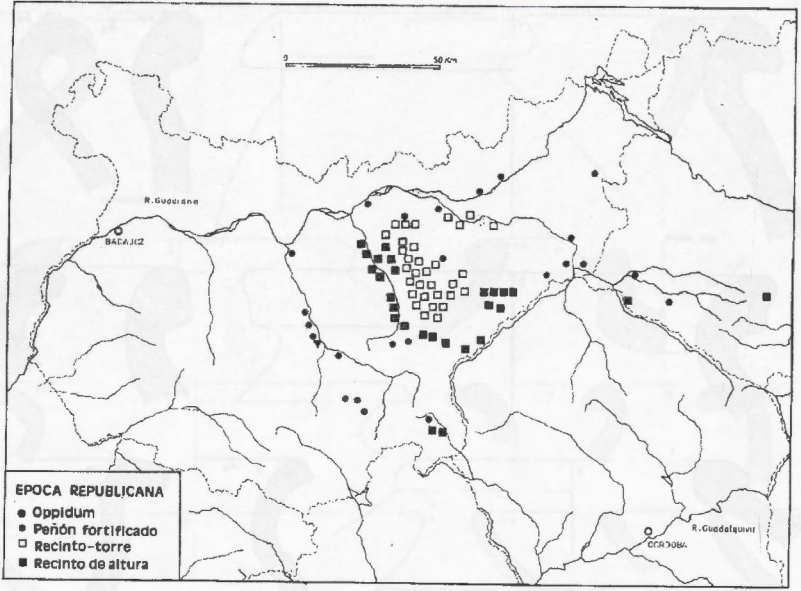 0 50 KM
R. Guadiana
BADAJOZ
EPOCA REPUBLICANA
Oppidum
Peñón fortificado
Recinto-torre
Recinto de altura
R. Guadalquivir
CORDOBA